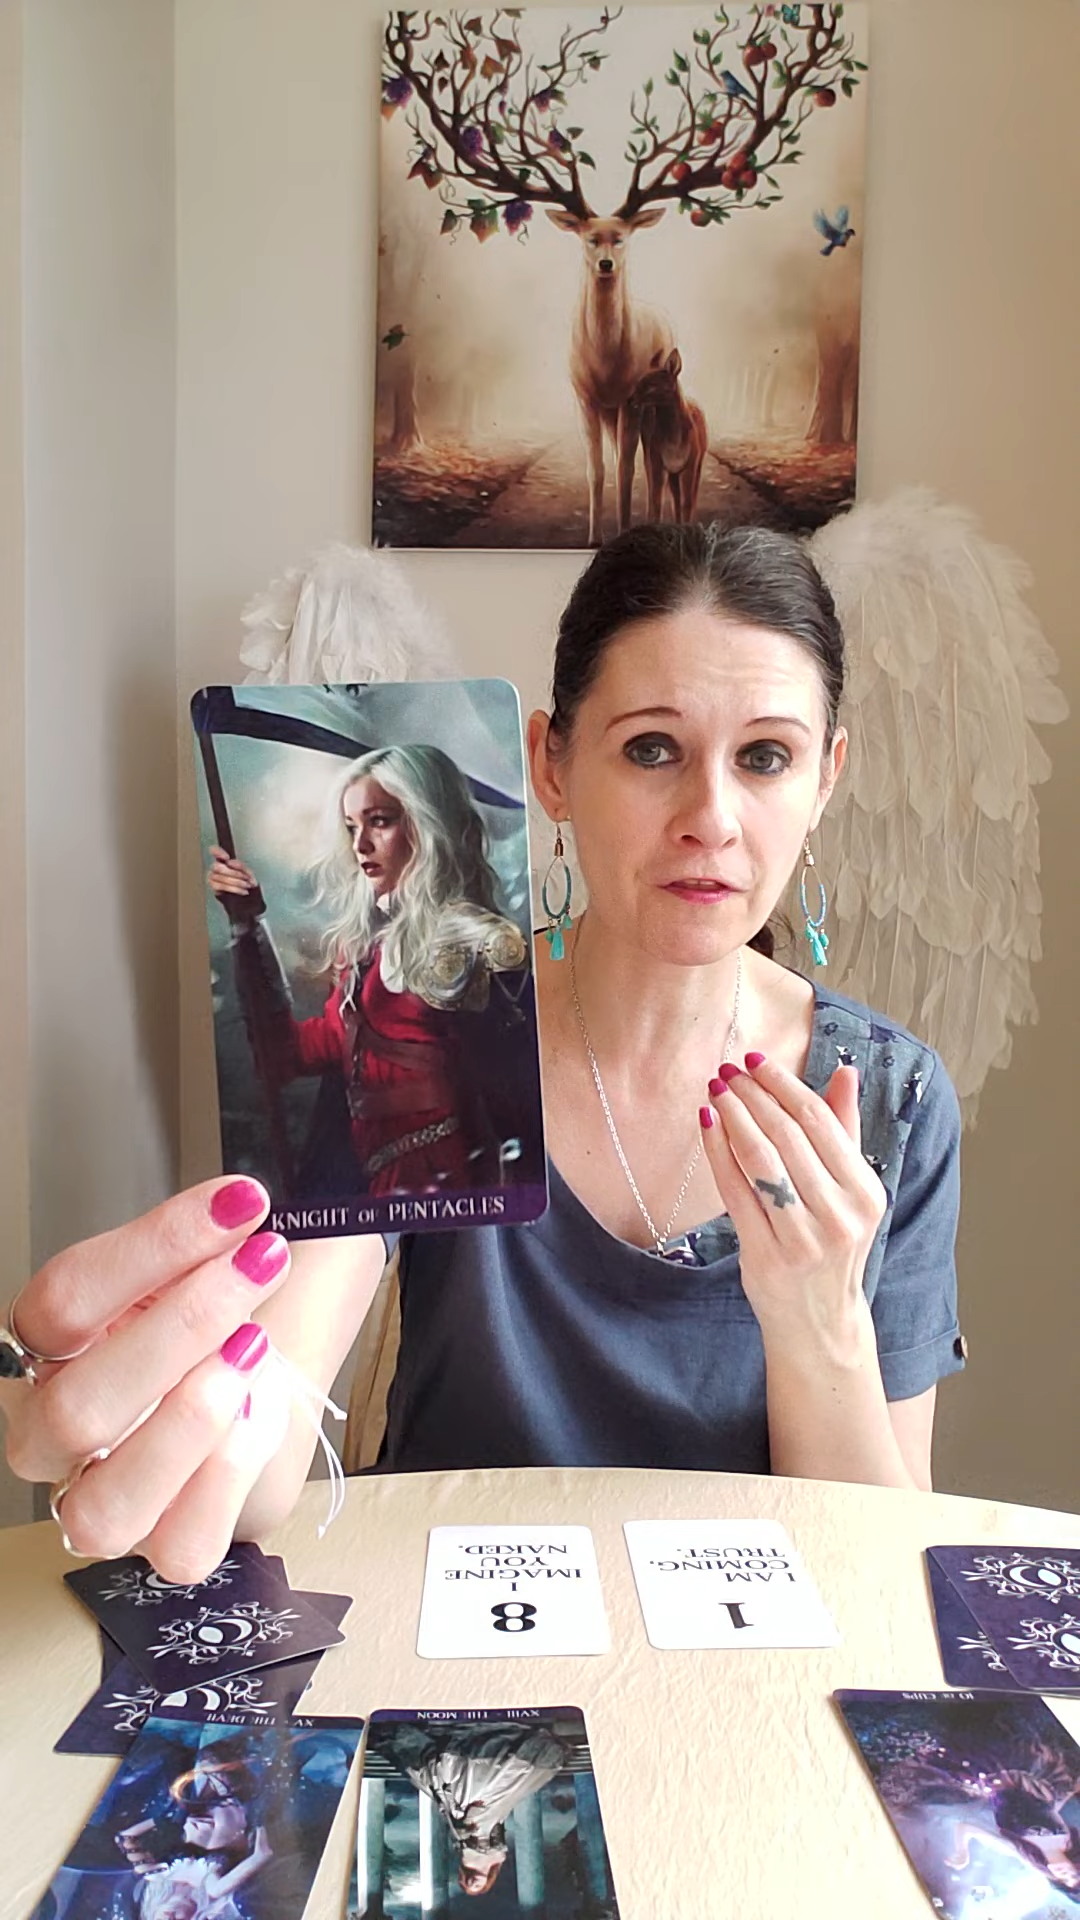 KNIGHT OF PENTACLES
8
I
IMAGINE
YOU
NAKED.
1
I AM
COMING.
TRUST.
XV - THE DEVIL
XVIII - THE MOON
10 OF CUPS